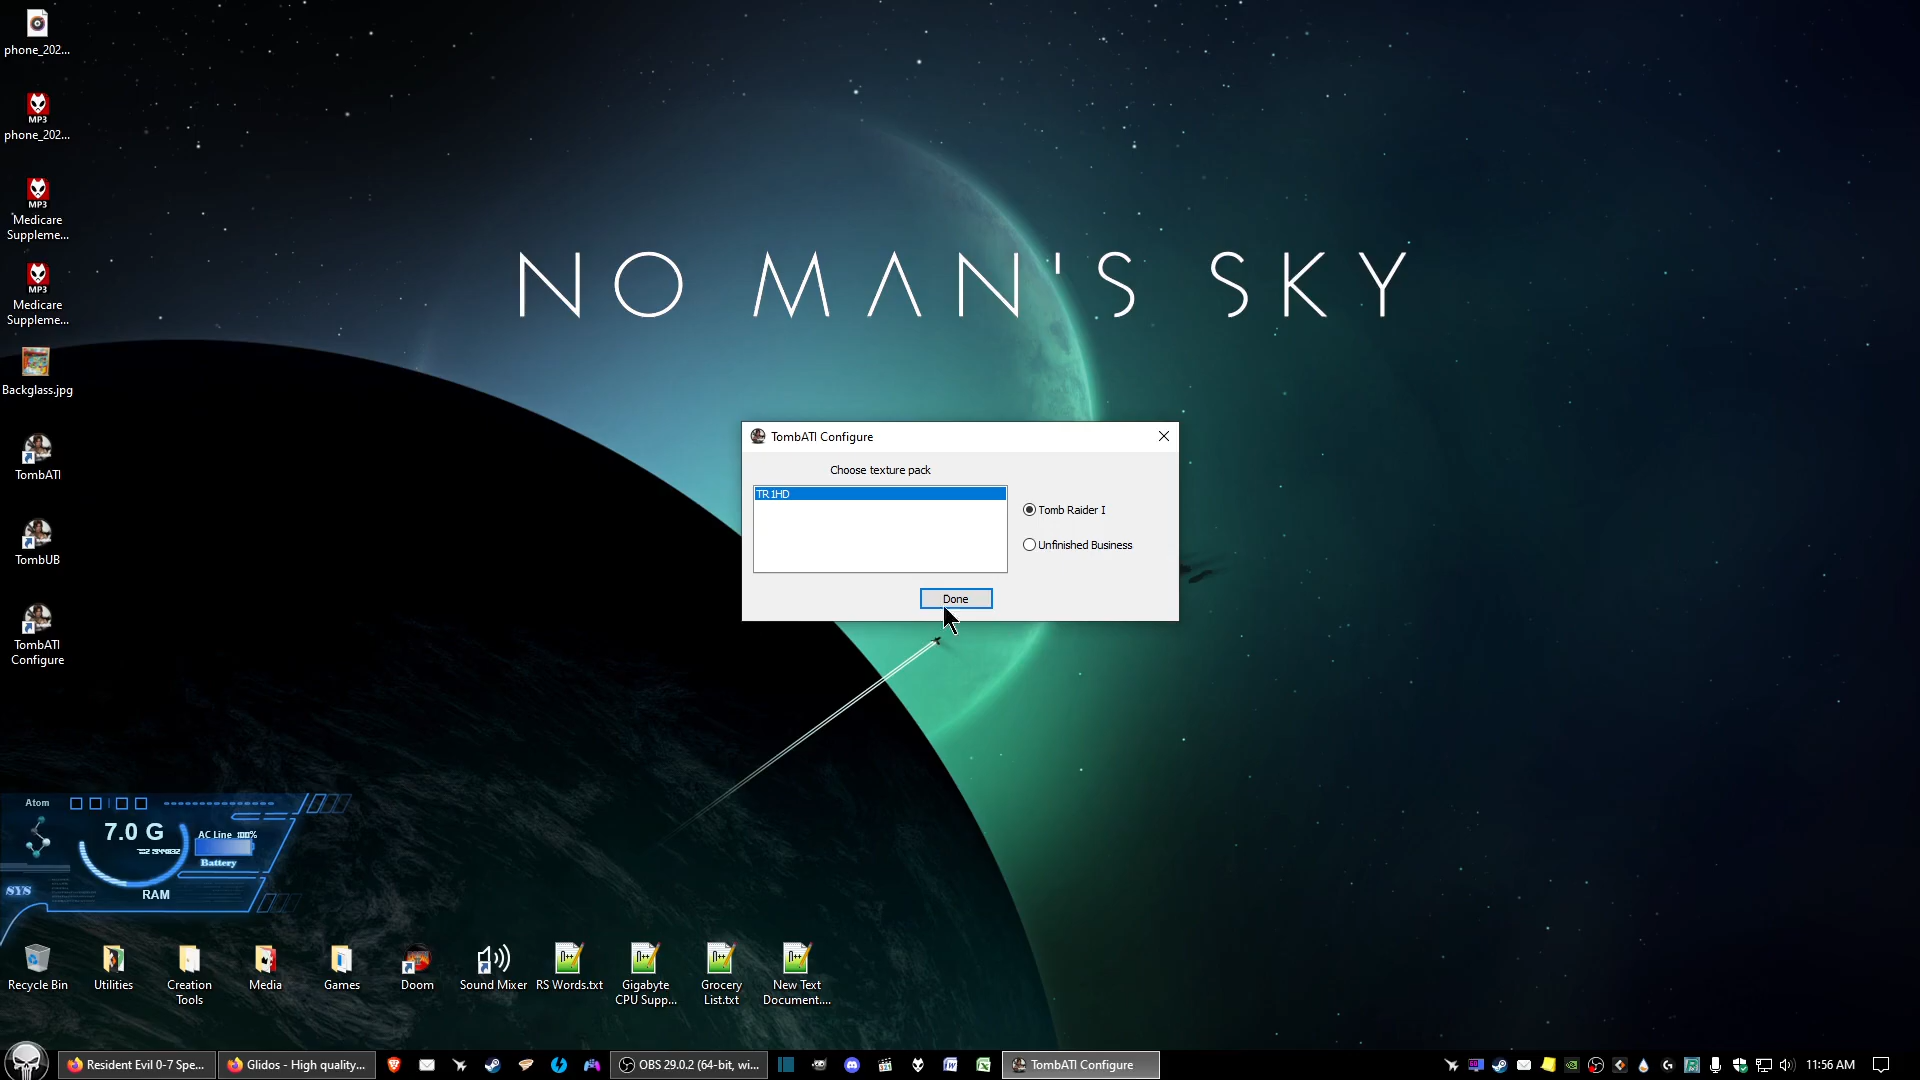 phone_202...
MP3
phone_202...
MP3
Medicare
Suppleme...
MP3
Medicare
Suppleme...
Backglass.jpg
TombATI
TombUB
TombATI
Configure
NO MAN'S SKY
TombATI Configure
Choose texture pack
TR1HD
Tomb Raider I
Unfinished Business
Done
Atom
7.0 G
AC Line 100%
Battery
RAM
SYS
Recycle Bin
Utilities
Creation
Tools
Media
Games
Doom
Sound Mixer
RS Words.txt
Gigabyte
CPU Supp...
Grocery
List.txt
New Text
Document....
Resident Evil 0-7 Spe...
Glidos - High quality...
OBS 29.0.2 (64-bit, wi...
TombATI Configure
11:56 AM